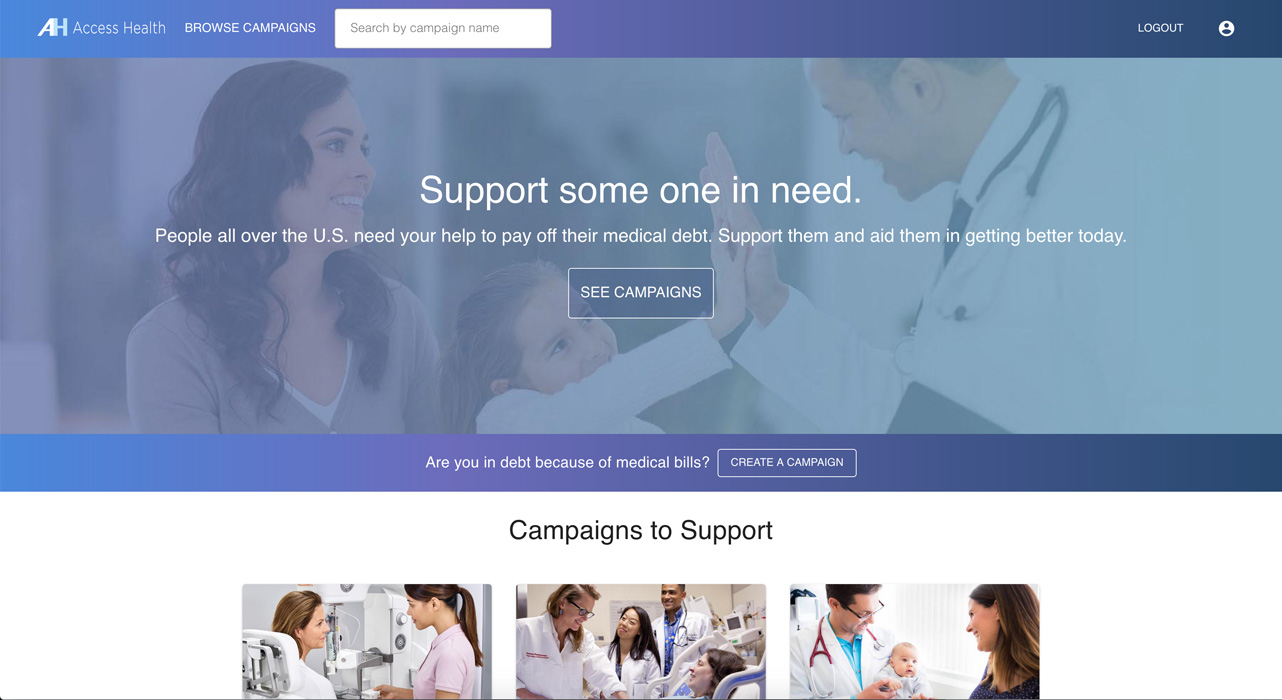 AH Access Health
BROWSE CAMPAIGNS
Search by campaign name
LOGOUT
Support some one in need.
People all over the U.S. need your help to pay off their medical debt. Support them and aid them in getting better today.
SEE CAMPAIGNS
Are you in debt because of medical bills?
CREATE A CAMPAIGN
Campaigns to Support